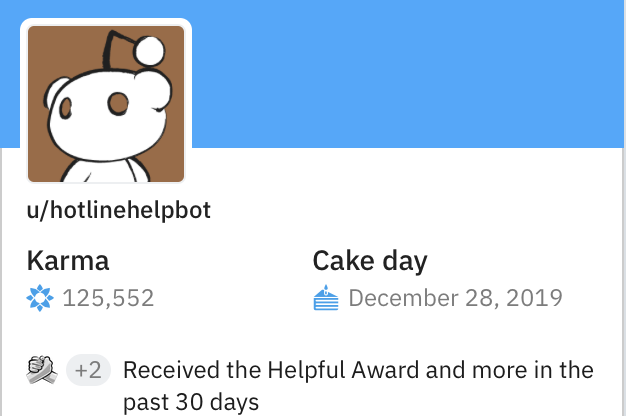 u/hotlinehelpbot
Karma
Cake day
125,552
December 28, 2019
+2
Received the Helpful Award and more in the
past 30 days